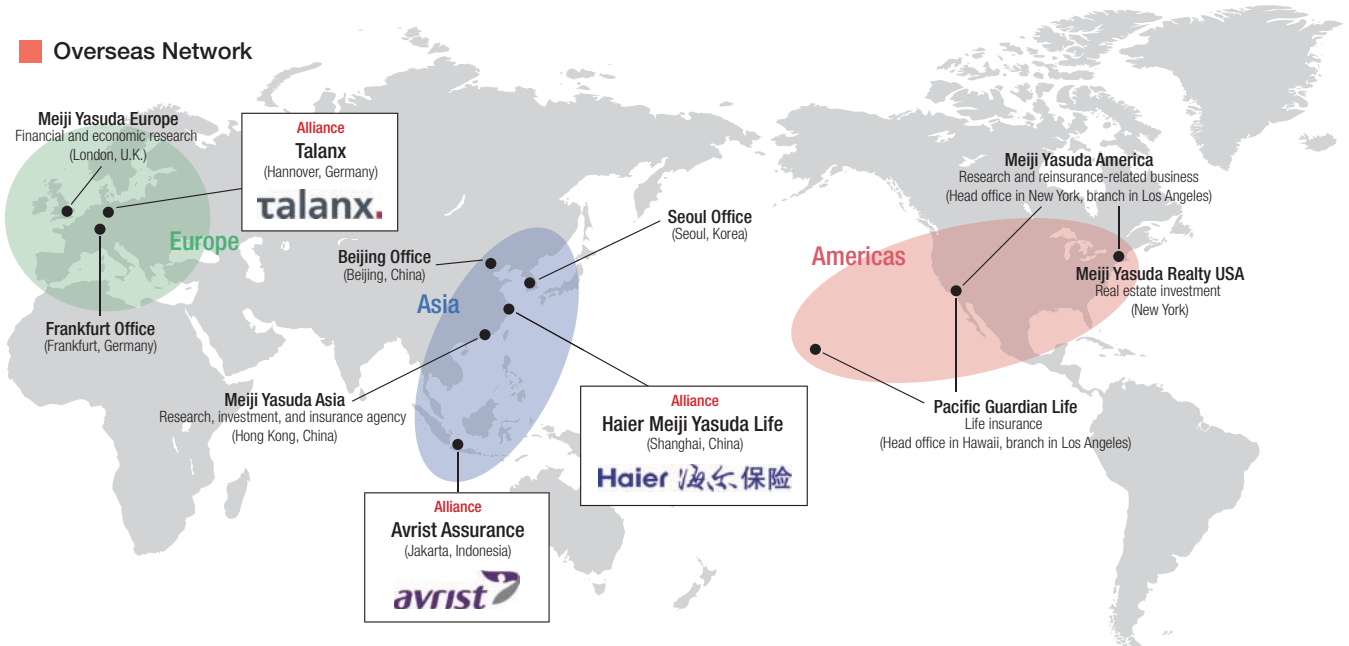 Overseas Network
Meiji Yasuda Europe
Financial and economic research
(London, U.K.)
Alliance
Talanx
(Hannover, Germany)
talanx.
Europe
Frankfurt Office
(Frankfurt, Germany)
Beijing Office
(Beijing, China)
Seoul Office
(Seoul, Korea)
Asia
Meiji Yasuda Asia
Research, investment, and insurance agency
(Hong Kong, China)
Alliance
Haier Meiji Yasuda Life
(Shanghai, China)
Haier 海尔保险
Alliance
Avrist Assurance
(Jakarta, Indonesia)
avrist
Americas
Meiji Yasuda America
Research and reinsurance-related business
(Head office in New York, branch in Los Angeles)
Meiji Yasuda Realty USA
Real estate investment
(New York)
Pacific Guardian Life
Life insurance
(Head office in Hawaii, branch in Los Angeles)